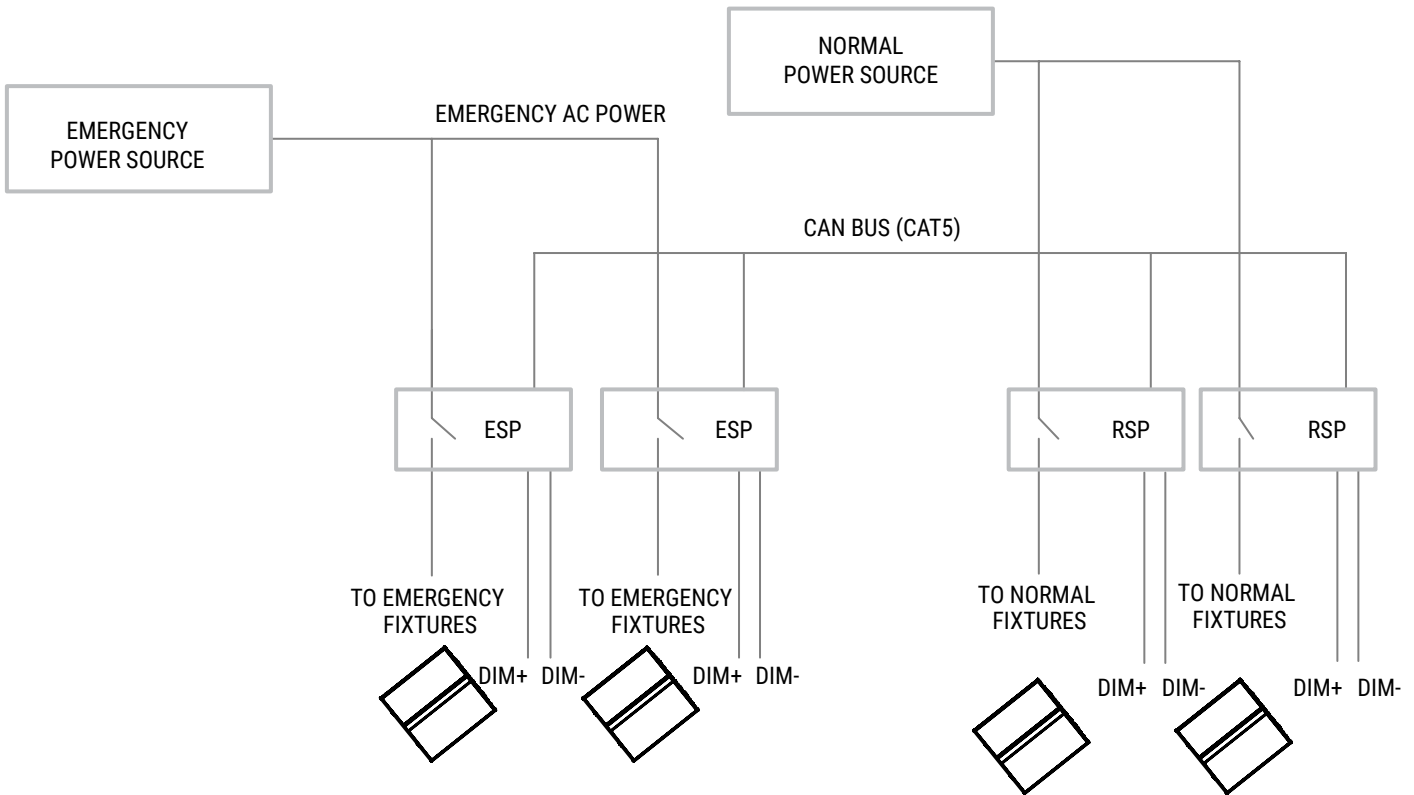 NORMAL
POWER SOURCE
EMERGENCY AC POWER
EMERGENCY
POWER SOURCE
CAN BUS (CAT5)
ESP
ESP
RSP
RSP
TO EMERGENCY
FIXTURES
TO EMERGENCY
FIXTURES
TO NORMAL
FIXTURES
TO NORMAL
FIXTURES
DIM+ DIM-
DIM+ DIM-
DIM+ DIM-
DIM+ DIM-